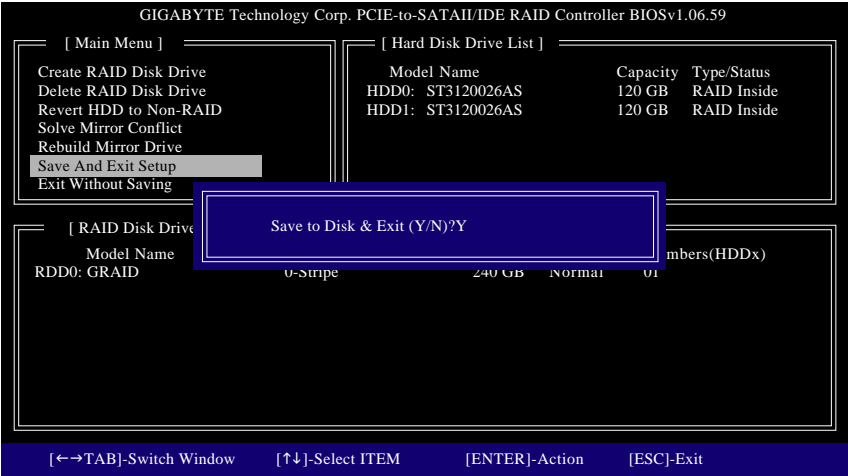 GIGABYTE Technology Corp. PCIE-to-SATAII/IDE RAID Controller BIOSv1.06.59
[ Main Menu ]
Create RAID Disk Drive
Delete RAID Disk Drive
Revert HDD to Non-RAID
Solve Mirror Conflict
Rebuild Mirror Drive
Save And Exit Setup
Exit Without Saving
[ Hard Disk Drive List ]
Model Name Capacity Type/Status
HDD0: ST3120026AS 120 GB RAID Inside
HDD1: ST3120026AS 120 GB RAID Inside
Save to Disk & Exit (Y/N)?Y
[ RAID Disk Drive
Model Name mbers(HDDx)
RDD0: GRAID 0-Stripe 240 GB Normal 01
[←→TAB]-Switch Window [↑↓]-Select ITEM [ENTER]-Action [ESC]-Exit